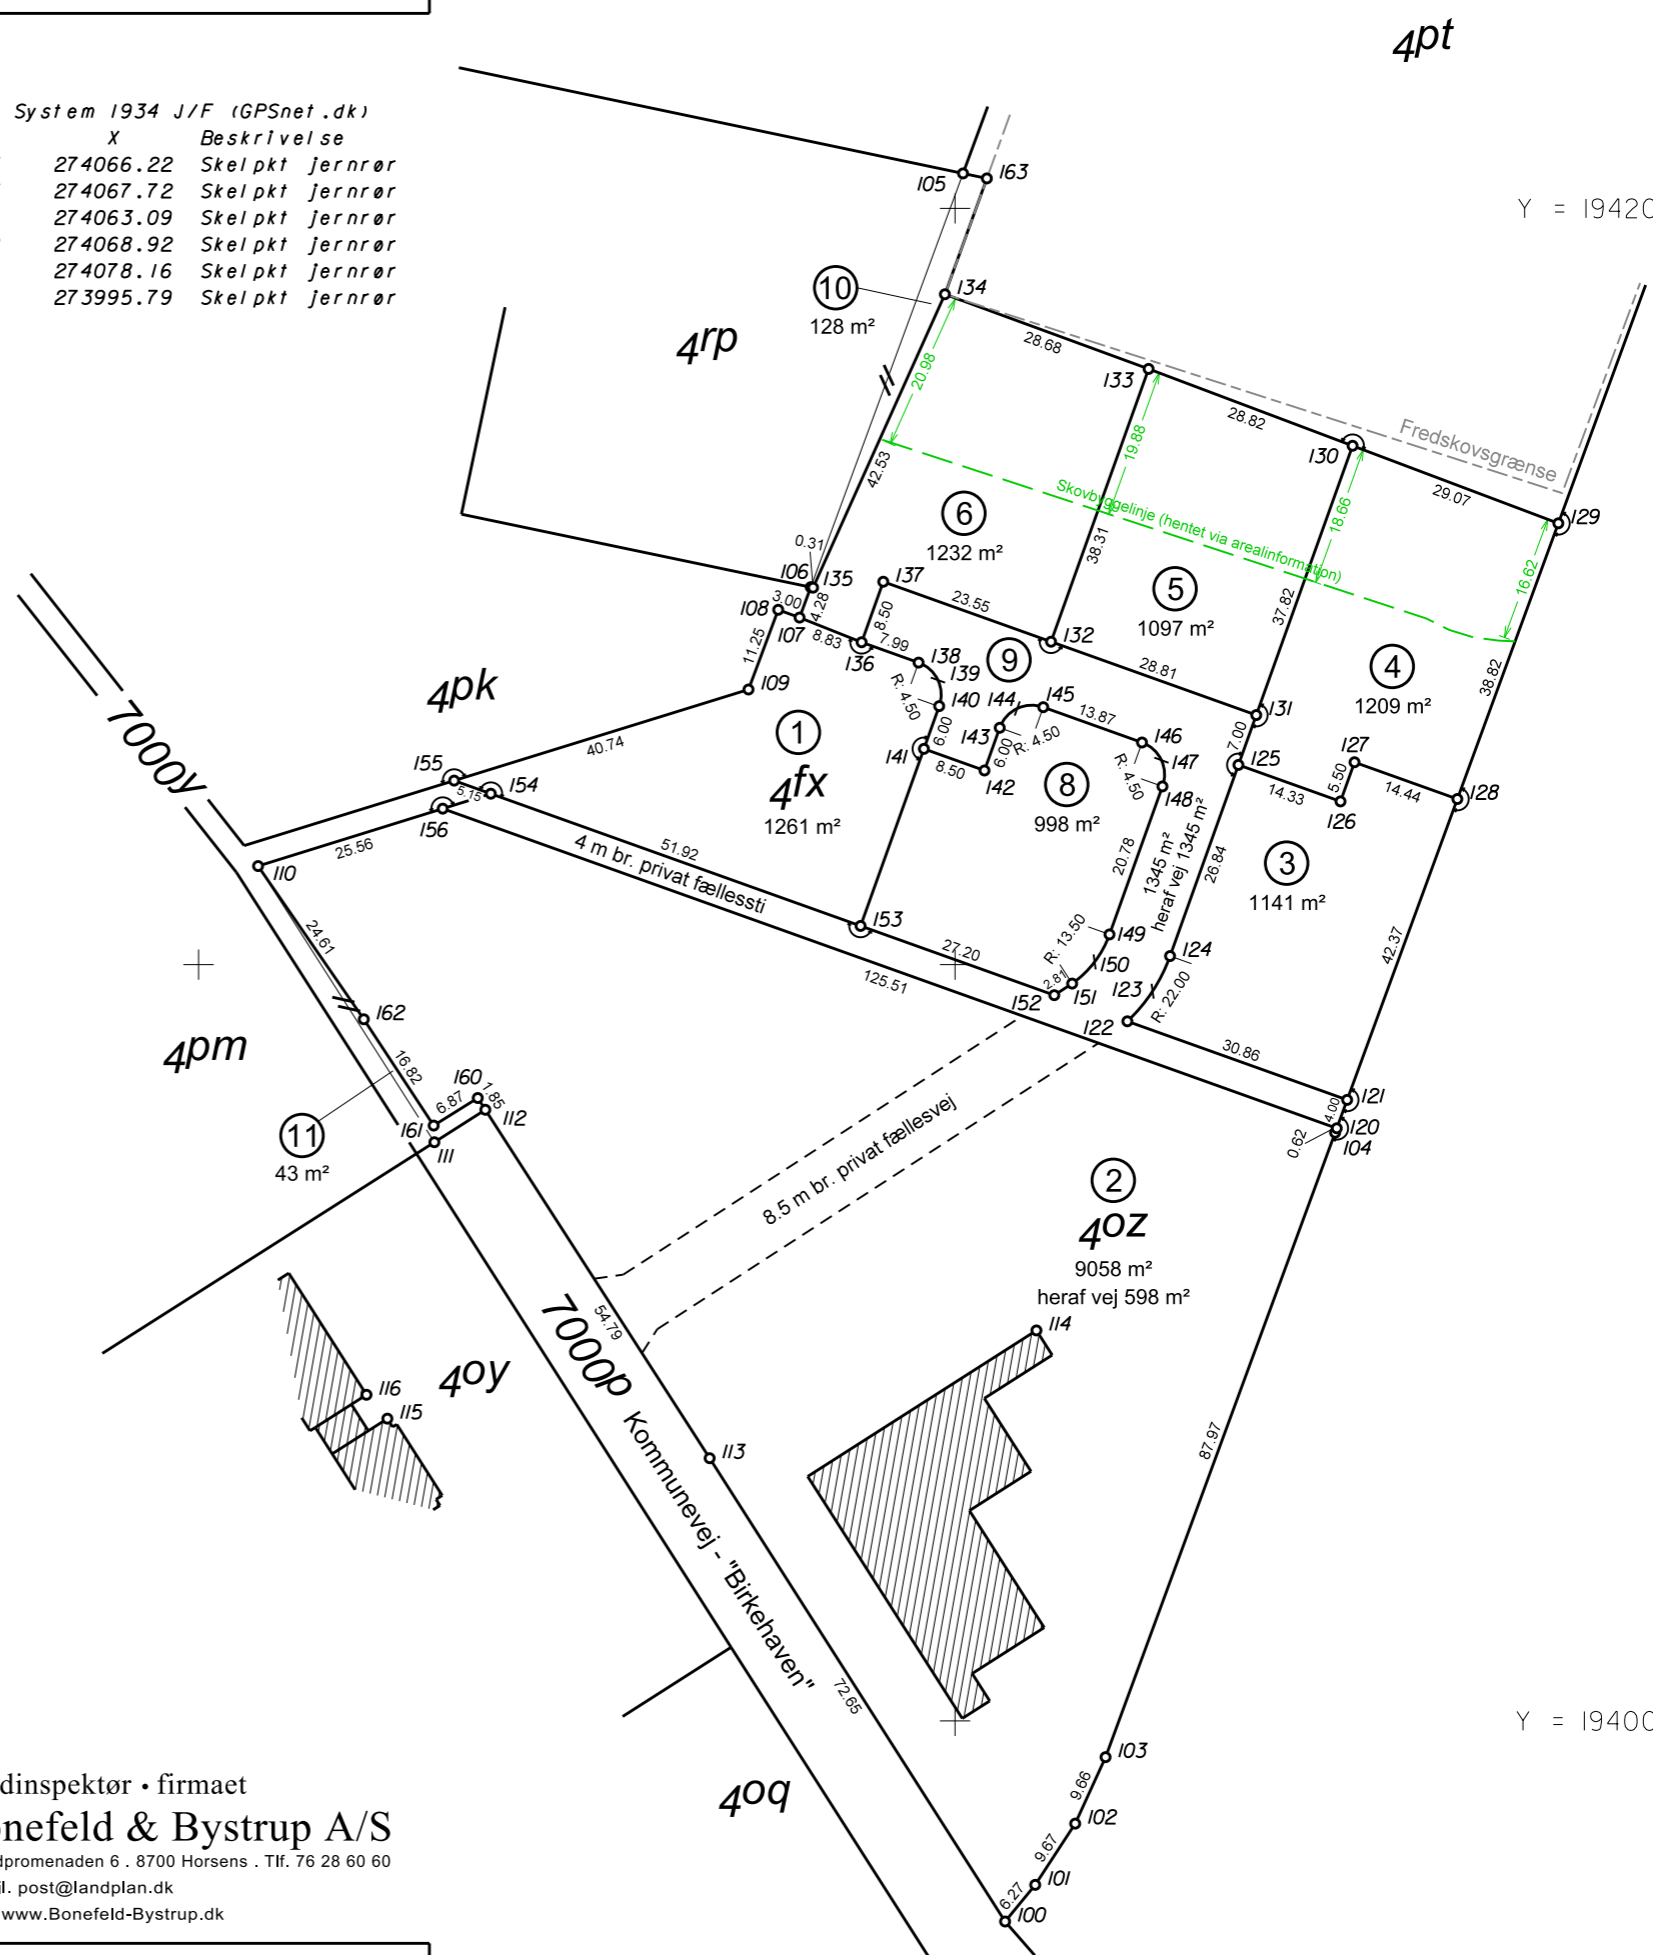 4pt
System 1934 J/F (GPSnet.dk)
X Beskrivelse
274066.22 Skelpkt jernrør
274067.72 Skelpkt jernrør
274063.09 Skelpkt jernrør
274068.92 Skelpkt jernrør
274078.16 Skelpkt jernrør
273995.79 Skelpkt jernrør
105
163
Y = 19420
10
128 m²
134
4rp
28.68
133
20.98
28.82
19.88
Fredskovsgrænse
130
29.07
129
42.53
Skovbyggelinje (hentet via arealinformation)
18.66
16.62
6
1232 m²
0.31
106
135
137
38.31
5
1097 m²
37.82
108
3.00
4.28
107
8.83
8.50
23.55
132
136
7.99
138
139
9
28.81
4
1209 m²
38.82
11.25
109
4pk
R: 4.50
140
144
145
13.87
131
1
4fx
1261 m²
6.00
141
143
6.00
R: 4.50
146
147
7.00
125
127
40.74
8.50
142
8
998 m²
R: 4.50
148
14.33
5.50
14.44
128
126
7000y
155
5.15
154
156
25.56
110
51.92
4 m br. privat fællessti
20.78
1345 m²
heraf vej 1345 m²
26.84
3
1141 m²
153
24.61
27.20
R: 13.50
149
124
42.37
125.51
2.81
150
151
152
123
R: 22.00
122
162
4pm
16.82
30.86
160
1.85
6.87
112
161
111
121
4.00
120
0.62
104
11
43 m²
8.5 m br. privat fællesvej
2
4oz
9058 m²
heraf vej 598 m²
54.79
7000p
114
4oy
116
115
87.97
113
Kommunevej - "Birkehaven"
72.65
Y = 19400
103
9.66
4oq
102
9.67
101
6.27
100
dinspektør • firmaet
nefeld & Bystrup A/S
dpromenaden 6 . 8700 Horsens . Tlf. 76 28 60 60
l. post@landplan.dk
www.Bonefeld-Bystrup.dk